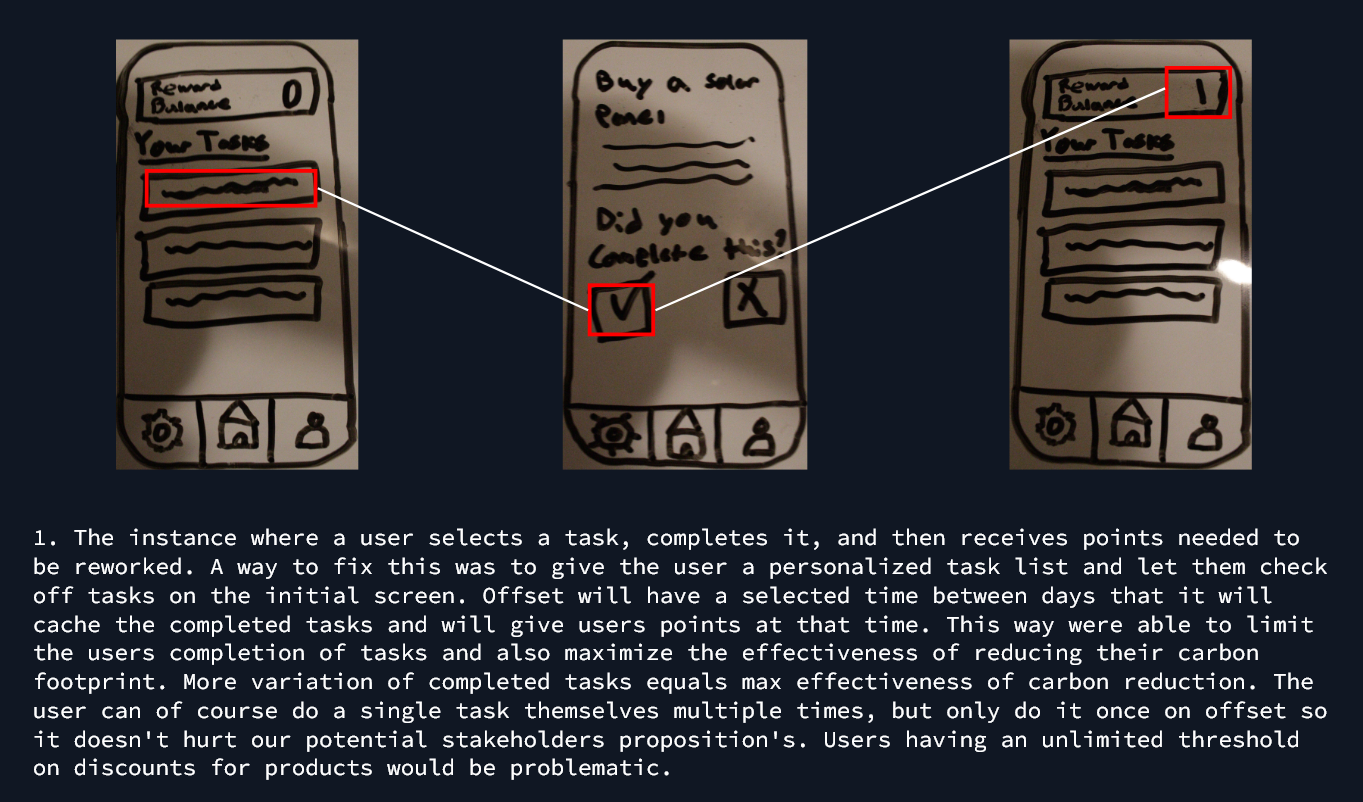 Reward
Balance 0
Your Tasks
Buy a solar
Panel
Did you
Complete this?
Reward
Balance 1
Your Tasks
1. The instance where a user selects a task, completes it, and then receives points needed to
be reworked. A way to fix this was to give the user a personalized task list and let them check
off tasks on the initial screen. Offset will have a selected time between days that it will
cache the completed tasks and will give users points at that time. This way were able to limit
the users completion of tasks and also maximize the effectiveness of reducing their carbon
footprint. More variation of completed tasks equals max effectiveness of carbon reduction. The
user can of course do a single task themselves multiple times, but only do it once on offset so
it doesn't hurt our potential stakeholders proposition's. Users having an unlimited threshold
on discounts for products would be problematic.